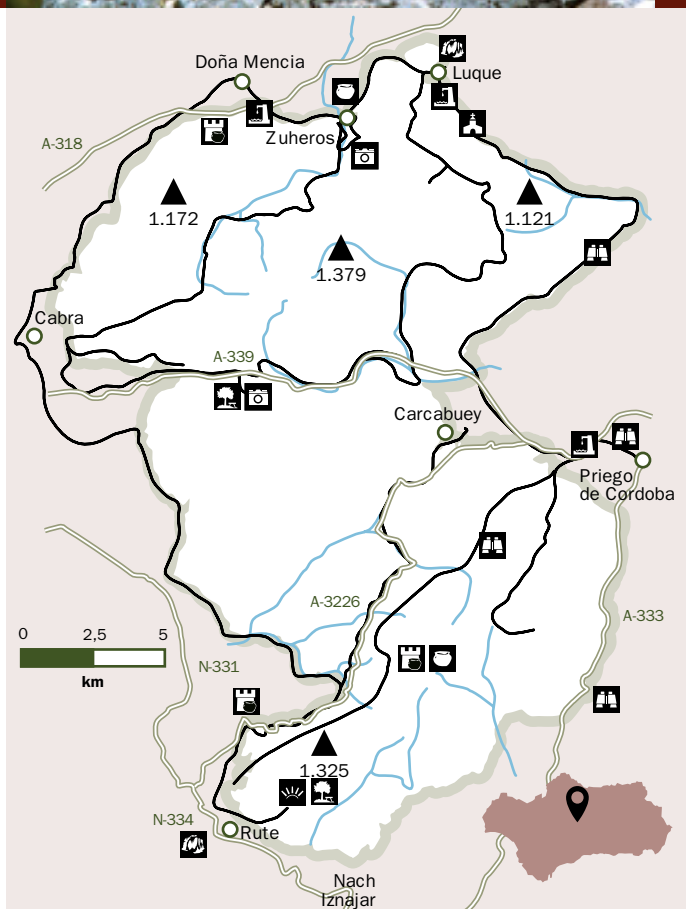 Doña Mencia
Luque
Zuheros
A-318
1.172
1.121
1.379
Cabra
A-339
Carcabuey
Priego
de Cordoba
A-3226
A-333
0 2,5 5
km
N-331
1.325
N-334
Rute
Nach
Iznajar